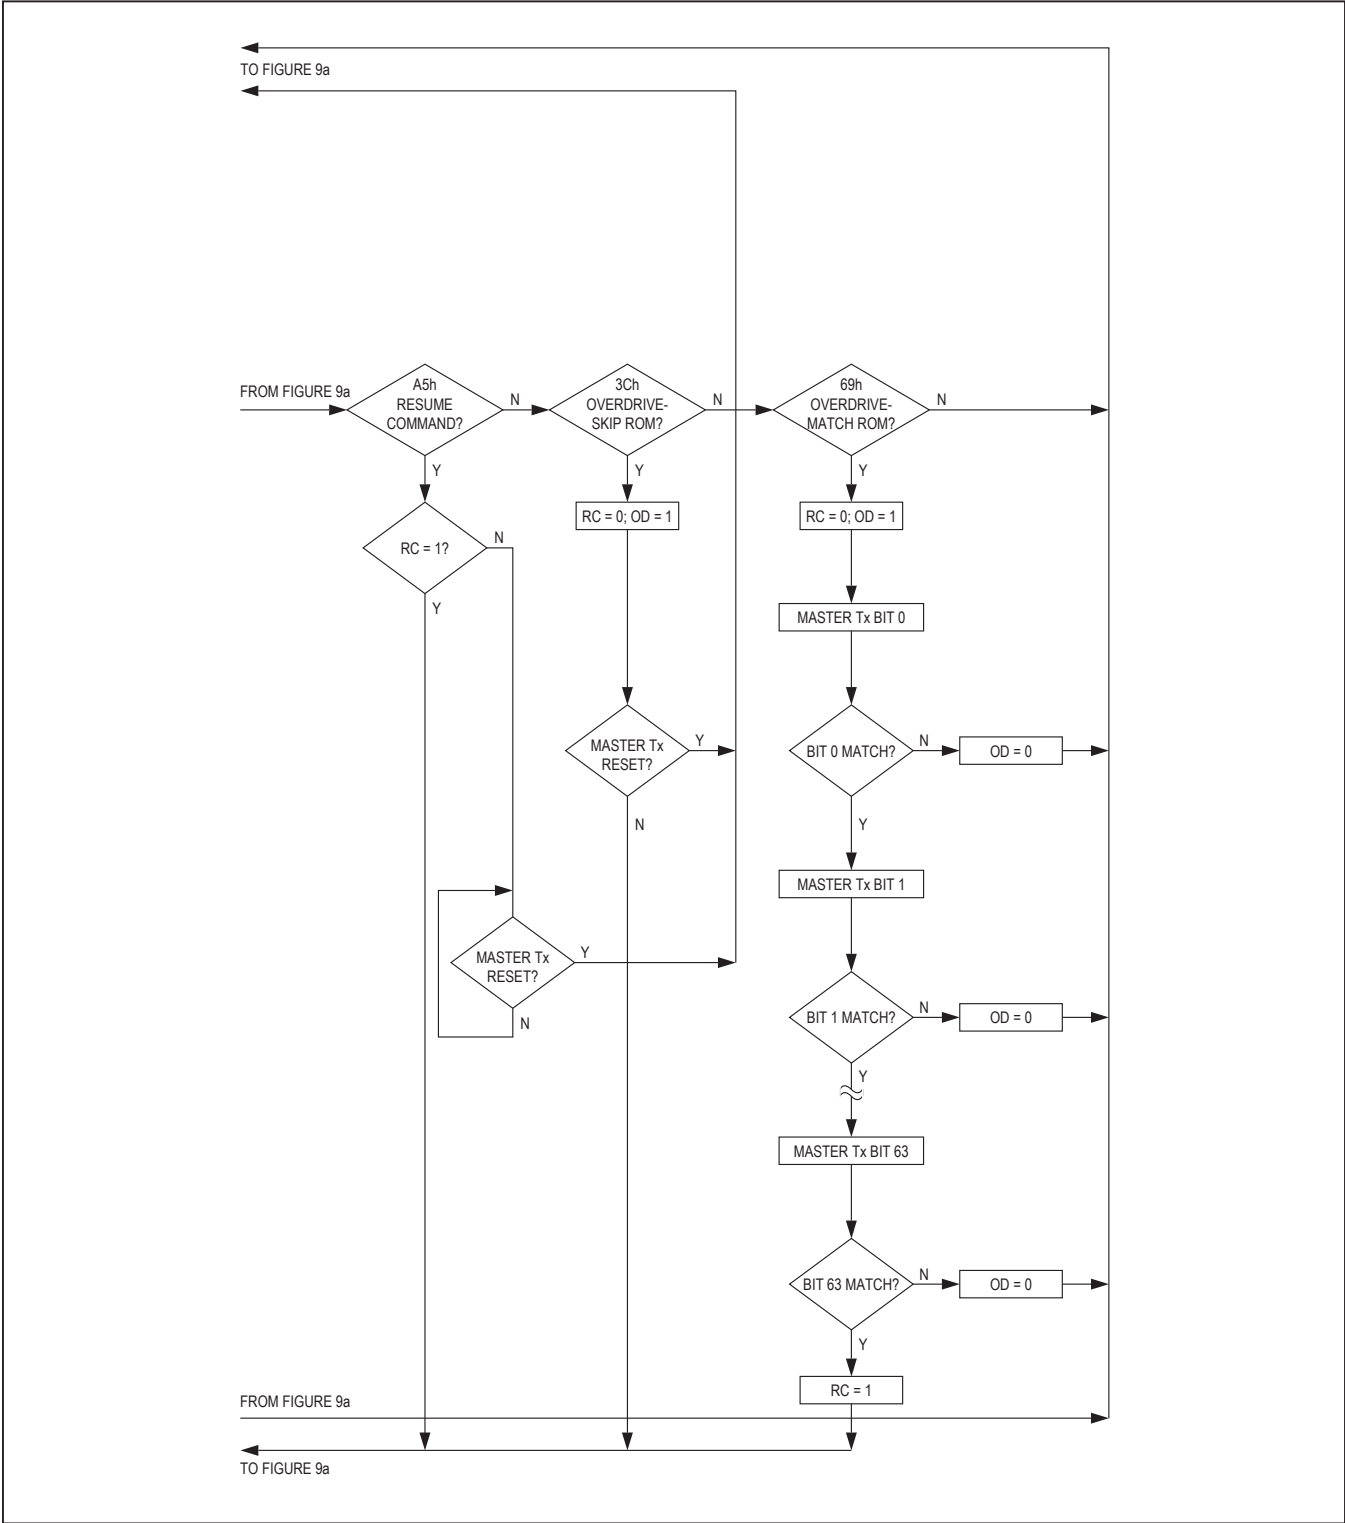 TO FIGURE 9a
FROM FIGURE 9a
A5h
RESUME
COMMAND?
N
3Ch
OVERDRIVE-
SKIP ROM?
N
69h
OVERDRIVE-
MATCH ROM?
N
Y
Y
Y
RC = 1?
N
RC = 0; OD = 1
RC = 0; OD = 1
Y
MASTER Tx BIT 0
MASTER Tx
RESET?
Y
BIT 0 MATCH?
N
OD = 0
N
Y
MASTER Tx BIT 1
MASTER Tx
RESET?
Y
N
BIT 1 MATCH?
N
OD = 0
Y
MASTER Tx BIT 63
BIT 63 MATCH?
N
OD = 0
Y
RC = 1
FROM FIGURE 9a
TO FIGURE 9a